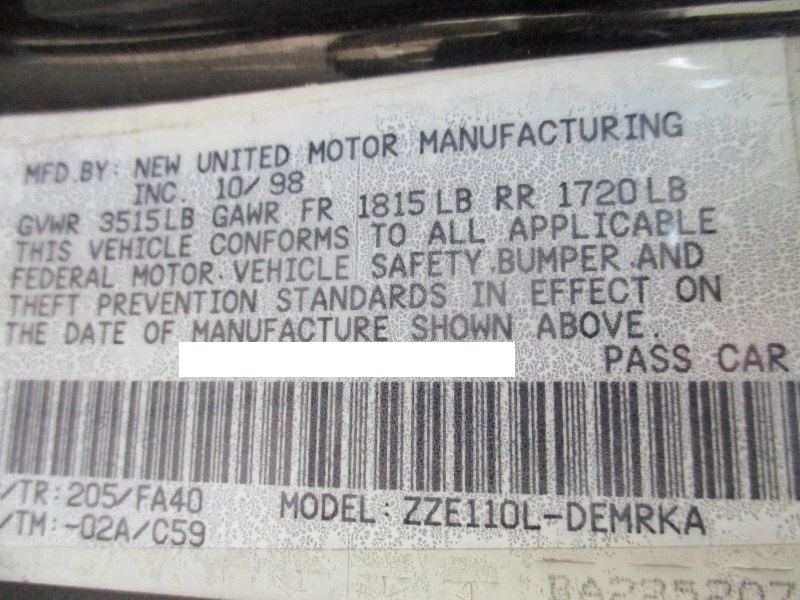 MFD.BY: NEW UNITED MOTOR MANUFACTURING
INC. 10/98
GVWR 3515LB GAWR FR 1815 LB RR 1720LB
THIS VEHICLE CONFORMS TO ALL APPLICABLE
FEDERAL MOTOR.VEHICLE SAFETY.BUMPER.AND
THEFT PREVENTION STANDARDS IN EFFECT ON
THE DATE OF MANUFACTURE SHOWN ABOVE.
PASS CAR
/TR:205/FA40
MODEL:ZZE110L-DEMRKA
/TM:-02A/C59